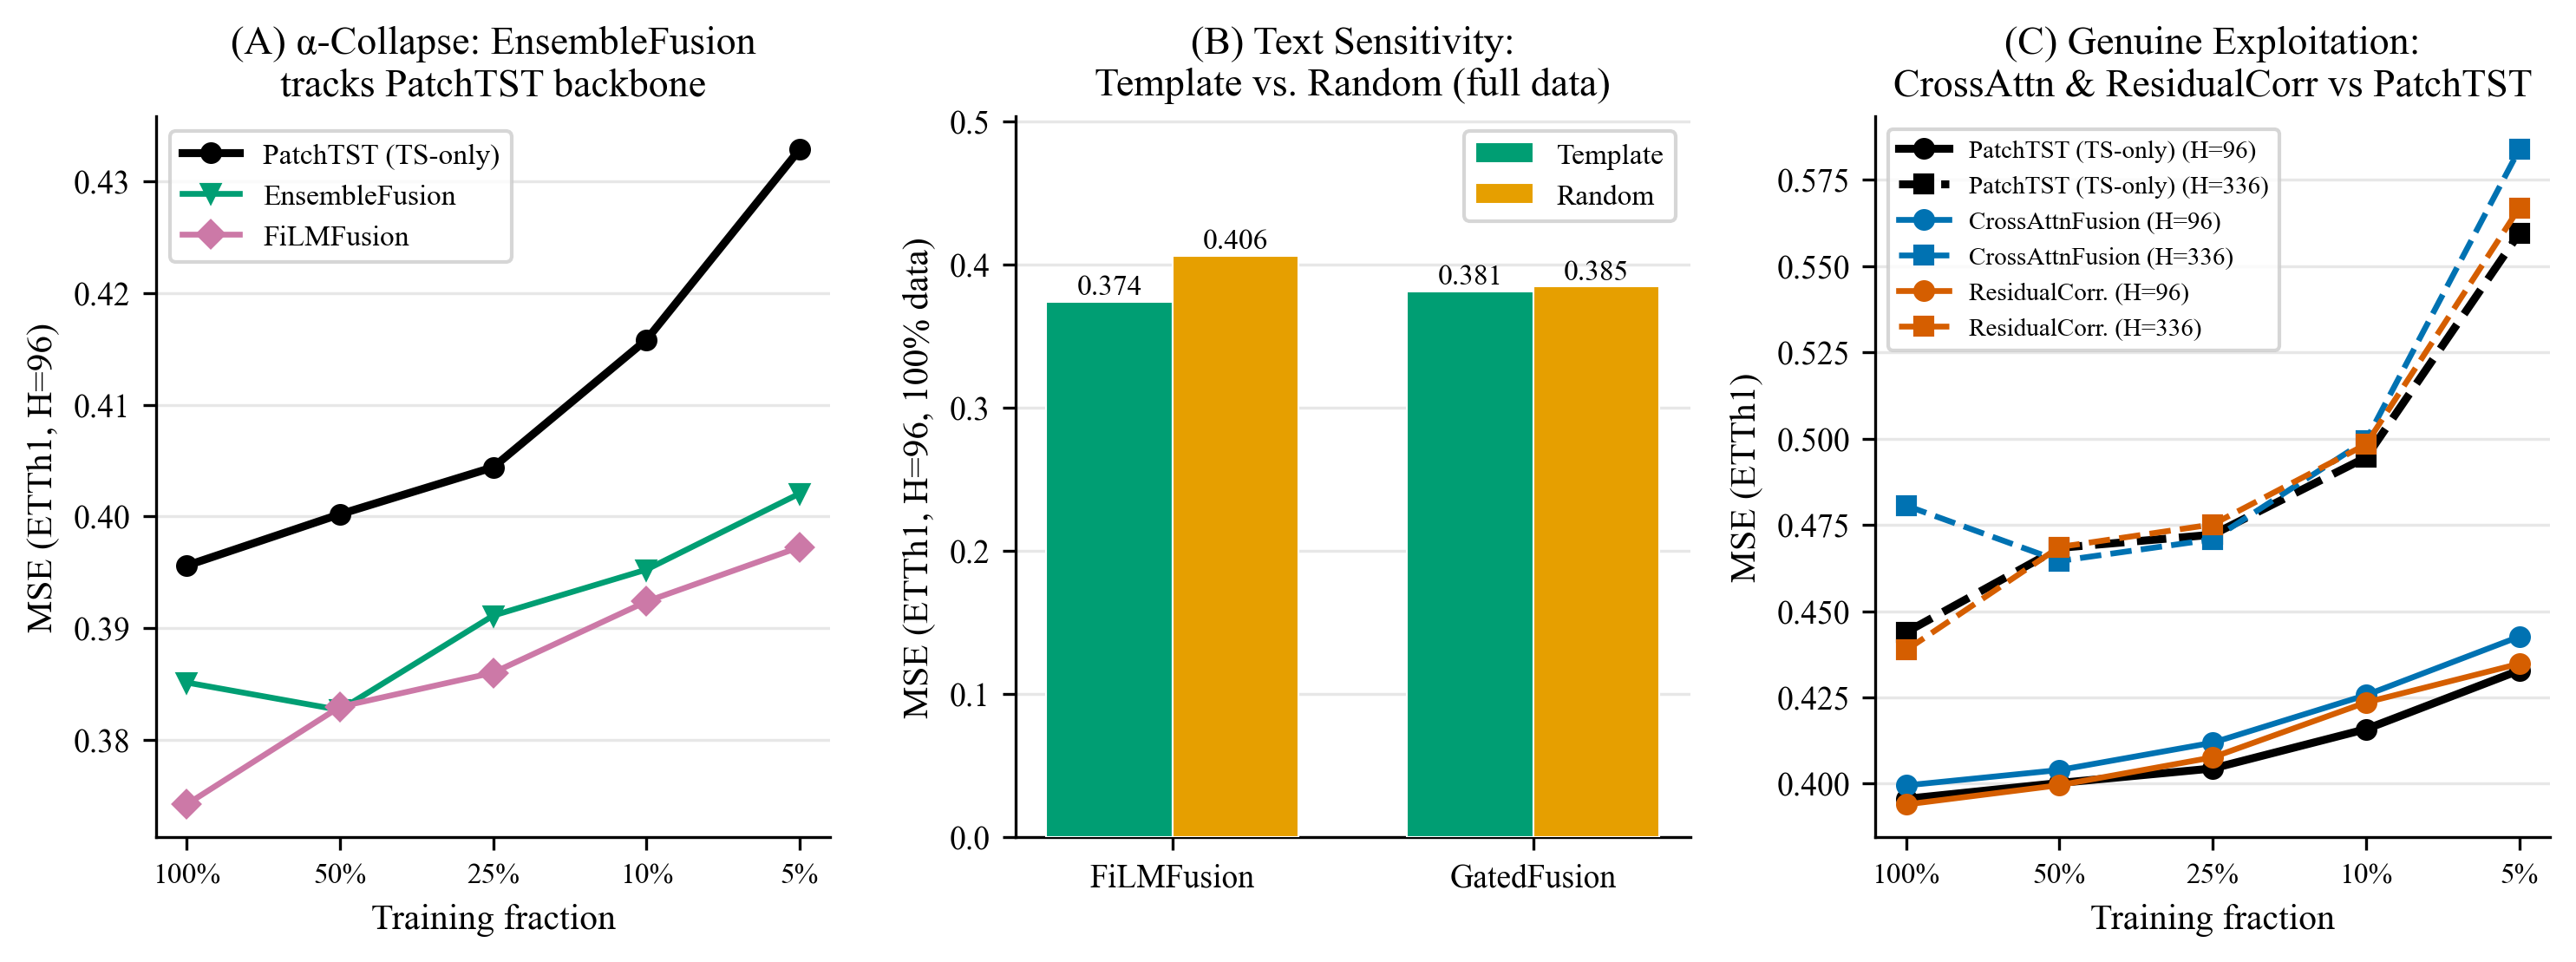 (A) α-Collapse: EnsembleFusion
tracks PatchTST backbone
MSE (ETTh1, H=96)
0.43
0.42
0.41
0.40
0.39
0.38
PatchTST (TS-only)
EnsembleFusion
FiLMFusion
100%
50%
25%
10%
5%
Training fraction
(B) Text Sensitivity:
Template vs. Random (full data)
MSE (ETTh1, H=96, 100% data)
0.5
0.4
0.3
0.2
0.1
0.0
Template
Random
0.374
0.406
0.381
0.385
FiLMFusion
GatedFusion
(C) Genuine Exploitation:
CrossAttn & ResidualCorr vs PatchTST
MSE (ETTh1)
0.575
0.550
0.525
0.500
0.475
0.450
0.425
0.400
PatchTST (TS-only) (H=96)
PatchTST (TS-only) (H=336)
CrossAttnFusion (H=96)
CrossAttnFusion (H=336)
ResidualCorr. (H=96)
ResidualCorr. (H=336)
100%
50%
25%
10%
5%
Training fraction